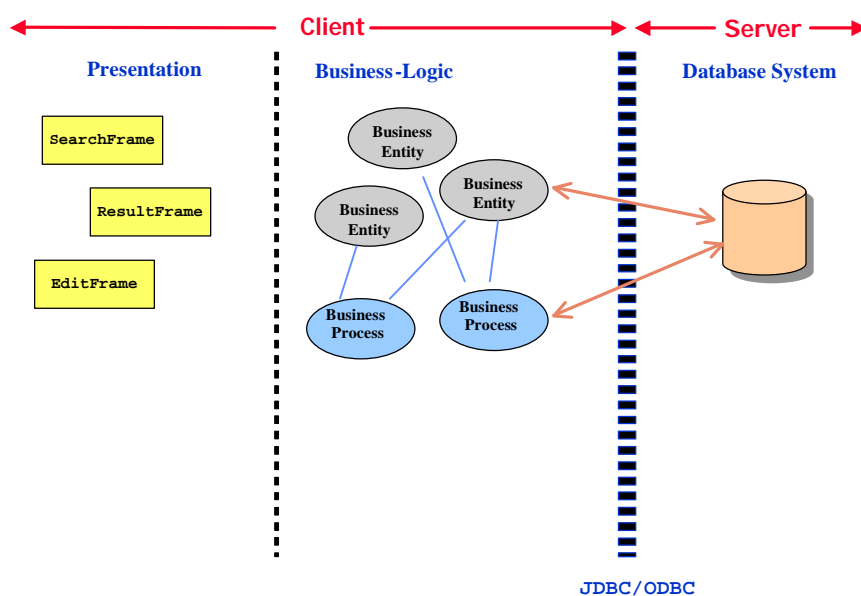 Client
Server
Presentation
Business-Logic
Database System
SearchFrame
ResultFrame
EditFrame
Business
Entity
Business
Entity
Business
Entity
Business
Process
Business
Process
JDBC/ODBC